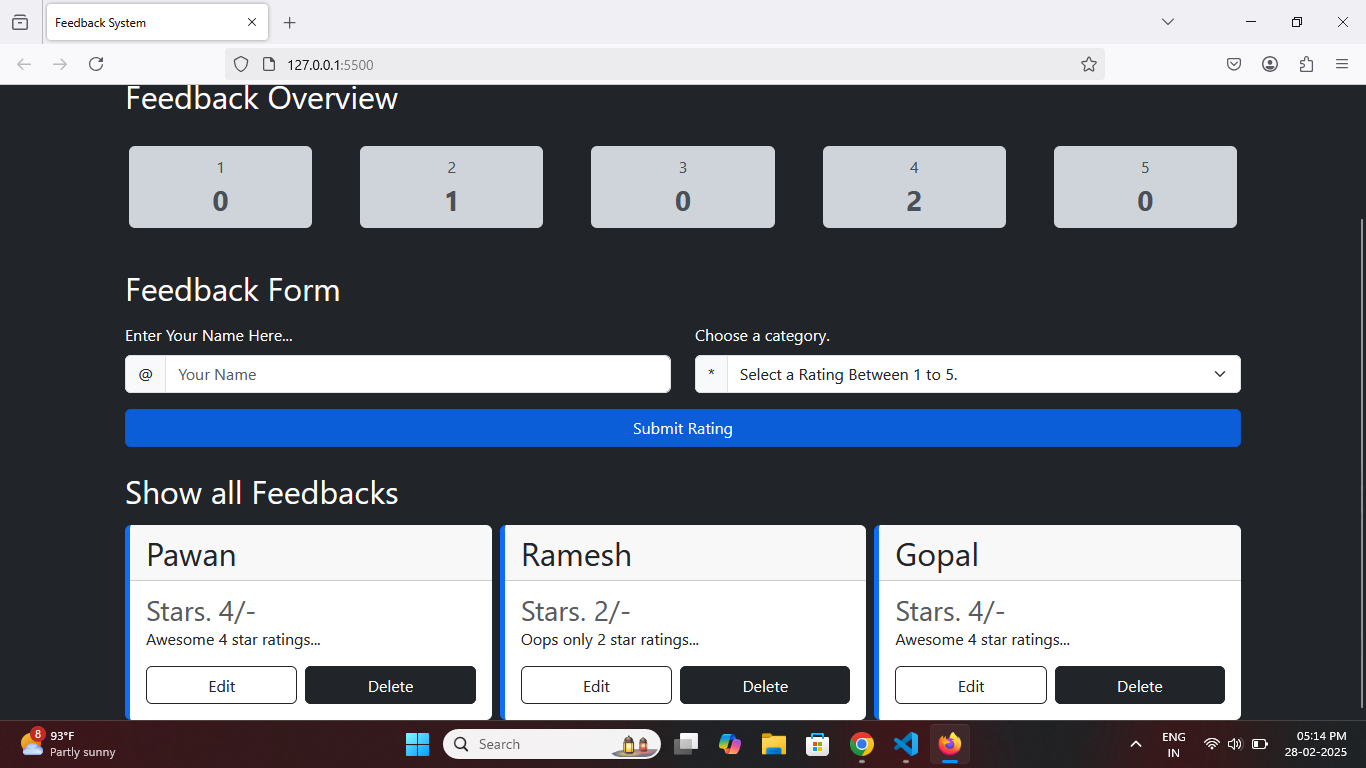 Feedback System
127.0.0.1:5500
Feedback Overview
1 2 3 4 5
0 1 0 2 0
Feedback Form
Enter Your Name Here... Choose a category.
@ Your Name * Select a Rating Between 1 to 5.
Submit Rating
Show all Feedbacks
Pawan Ramesh Gopal
Stars. 4/- Stars. 2/- Stars. 4/-
Awesome 4 star ratings... Oops only 2 star ratings... Awesome 4 star ratings...
Edit Delete Edit Delete Edit Delete
8 93°F ENG 05:14 PM
Partly sunny Search IN 28-02-2025